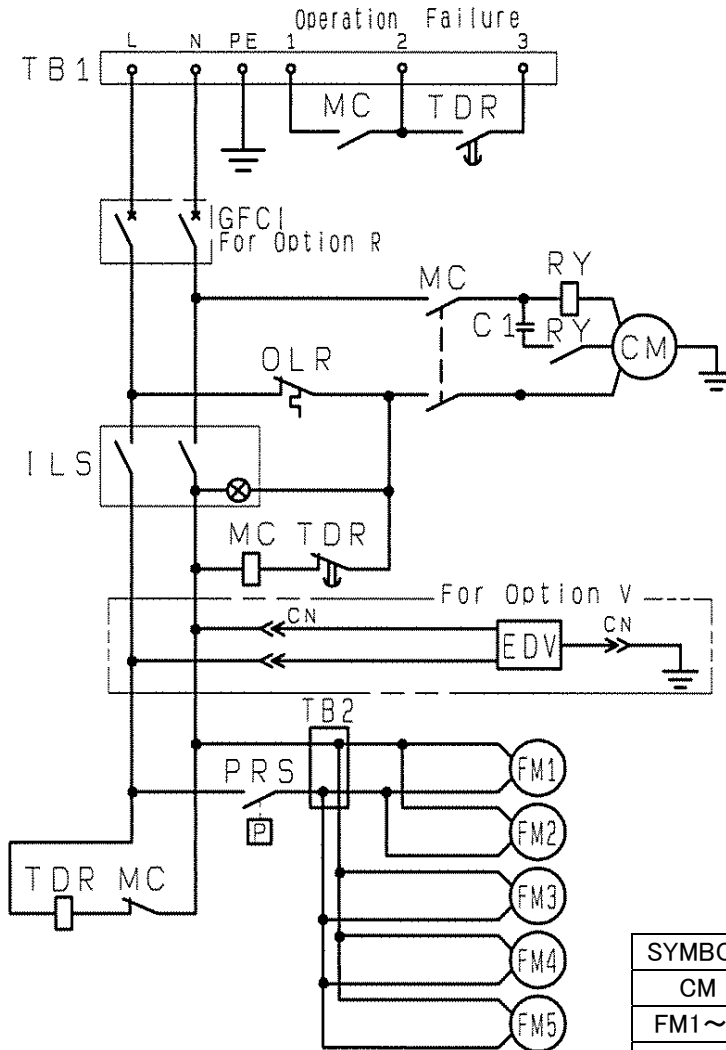 Operation Failure
L N PE 1 2 3
TB1
MC TDR
GFCI
For Option R
MC RY
C1 RY
CM
OLR
ILS
MC TDR
For Option V
CN CN
EDV
TB2
PRS
FM1
P
FM2
TDR MC
FM3
FM4
FM5
CM
FM1～